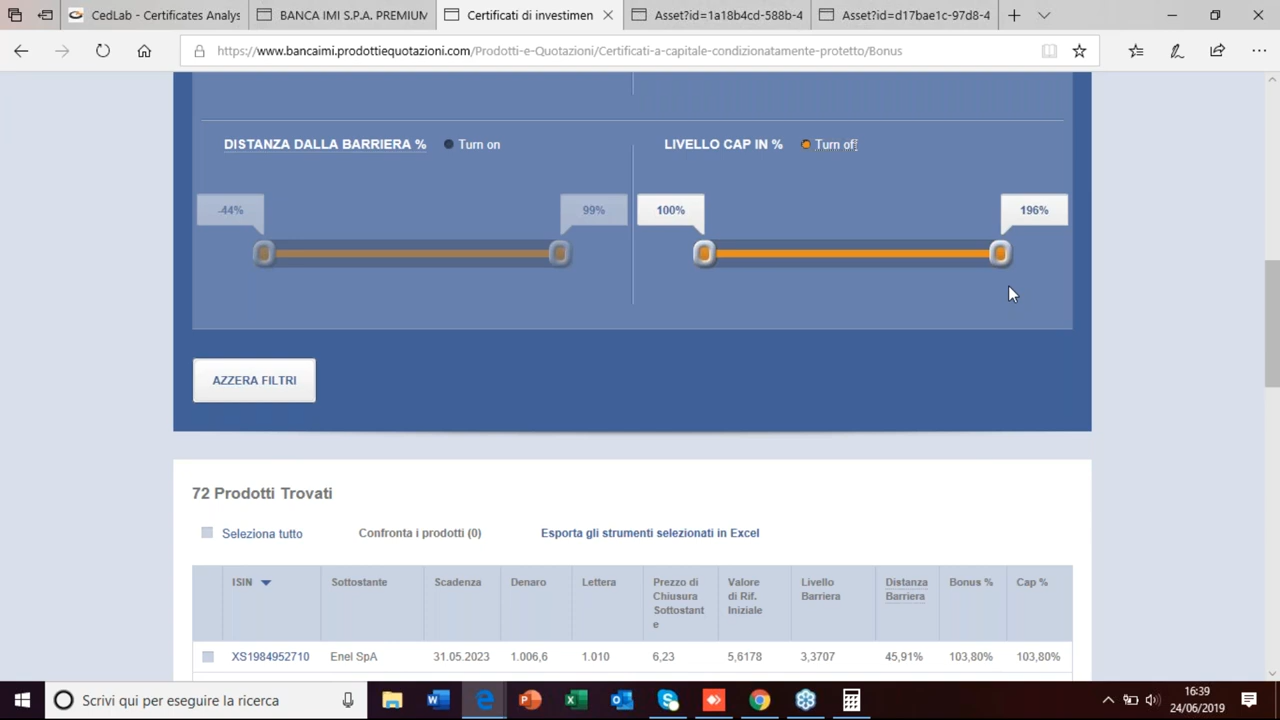 CedLab - Certificates Analys
BANCA IMI S.P.A. PREMIUM
Certificati di investimen
Asset?id=1a18b4cd-588b-4
Asset?id=d17bae1c-97d8-4
https://www.bancaimi.prodottiequotazioni.com/Prodotti-e-Quotazioni/Certificati-a-capitale-condizionatamente-protetto/Bonus
DISTANZA DALLA BARRIERA %
Turn on
LIVELLO CAP IN %
Turn off
-44%
99%
100%
196%
AZZERA FILTRI
72 Prodotti Trovati
Seleziona tutto
Confronta i prodotti (0)
Esporta gli strumenti selezionati in Excel
ISIN
Sottostante
Scadenza
Denaro
Lettera
Prezzo di
Chiusura
Sottostant
e
Valore
di Rif.
Iniziale
Livello
Barriera
Distanza
Barriera
Bonus %
Cap %
XS1984952710
Enel SpA
31.05.2023
1.006,6
1.010
6,23
5,6178
3,3707
45,91%
103,80%
103,80%
Scrivi qui per eseguire la ricerca
16:39
24/06/2019